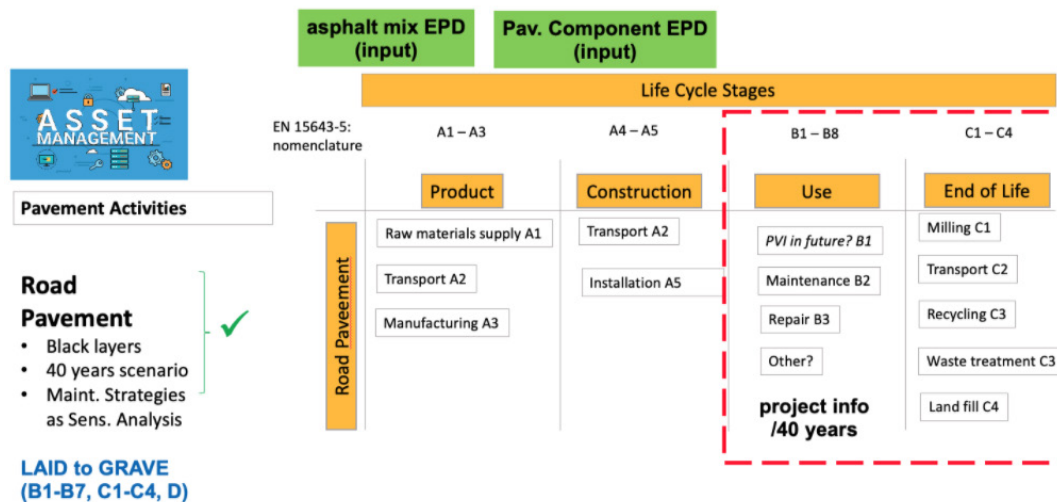 asphalt mix EPD
(input)
Pav. Component EPD
(input)
ASSET
MANAGEMENT
Life Cycle Stages
EN 15643-5:
nomenclature
A1 – A3
A4 – A5
B1 – B8
C1 – C4
Pavement Activities
Product
Construction
Use
End of Life
Road Paveement
Raw materials supply A1
Transport A2
Manufacturing A3
Transport A2
Installation A5
PVI in future? B1
Maintenance B2
Repair B3
Other?
project info
/40 years
Milling C1
Transport C2
Recycling C3
Waste treatment C3
Land fill C4
Road
Pavement
• Black layers
• 40 years scenario
• Maint. Strategies
as Sens. Analysis
LAID to GRAVE
(B1-B7, C1-C4, D)